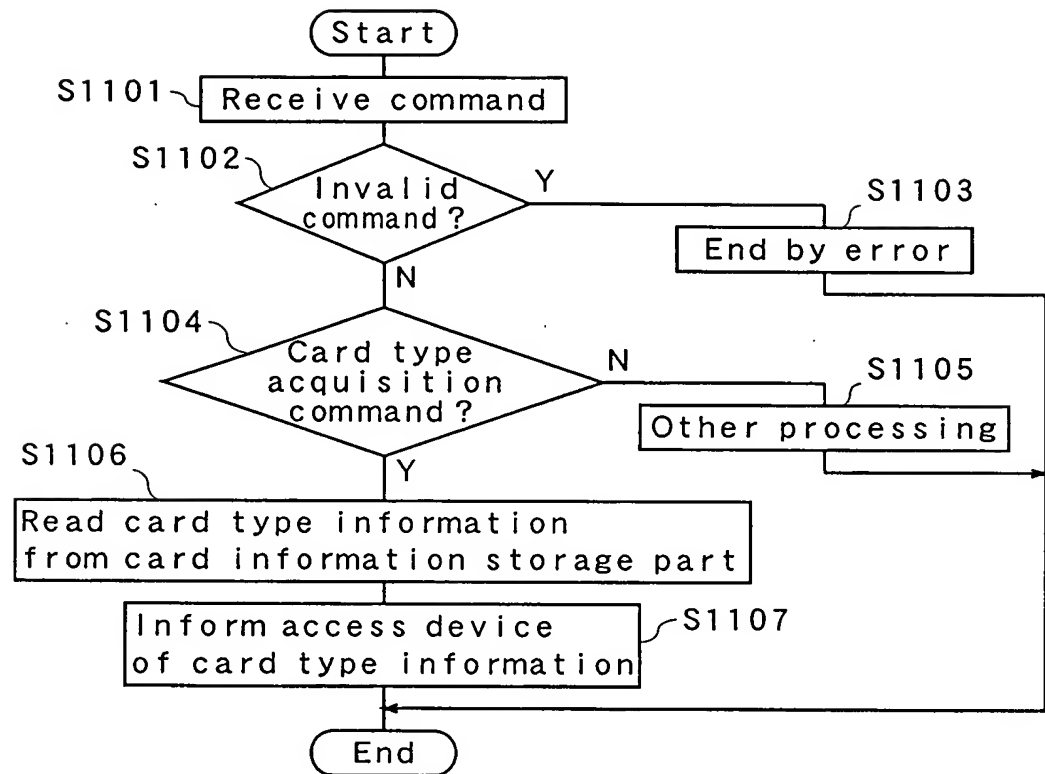 Start
S1101
Receive command
S1102
Invalid
command?
Y
S1103
End by error
N
S1104
Card type
acquisition
command?
N
S1105
Other processing
S1106
Y
Read card type information
from card information storage part
Inform access device
of card type information
S1107
End